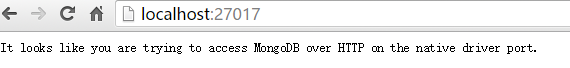 localhost:27017
It looks like you are trying to access MongoDB over HTTP on the native driver port.